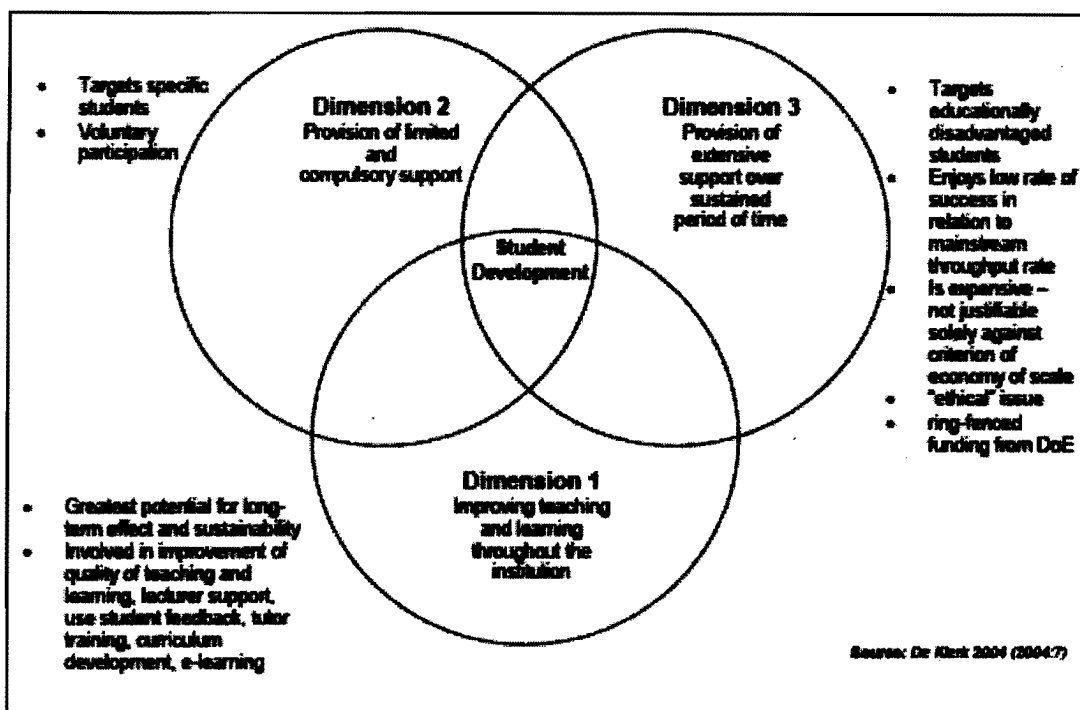 • Targets specific
students
• Voluntary
participation
Dimension 2
Provision of limited
and
compulsory support
Dimension 3
Provision of
extensive
support over
sustained
period of time
• Targets
educationally
disadvantaged
students
• Enjoys low rate of
success in
relation to
mainstream
throughput rate
• Is expensive –
not justifiable
solely against
criterion of
economy of scale
• "ethical" issue
• ring-fenced
funding from DoE
Student
Development
Dimension 1
Improving teaching
and learning
throughout the
institution
• Greatest potential for long-
term effect and sustainability
• Involved in improvement of
quality of teaching and
learning, lecturer support,
use student feedback, tutor
training, curriculum
development, e-learning
Source: De Klerk 2004 (2004:7)